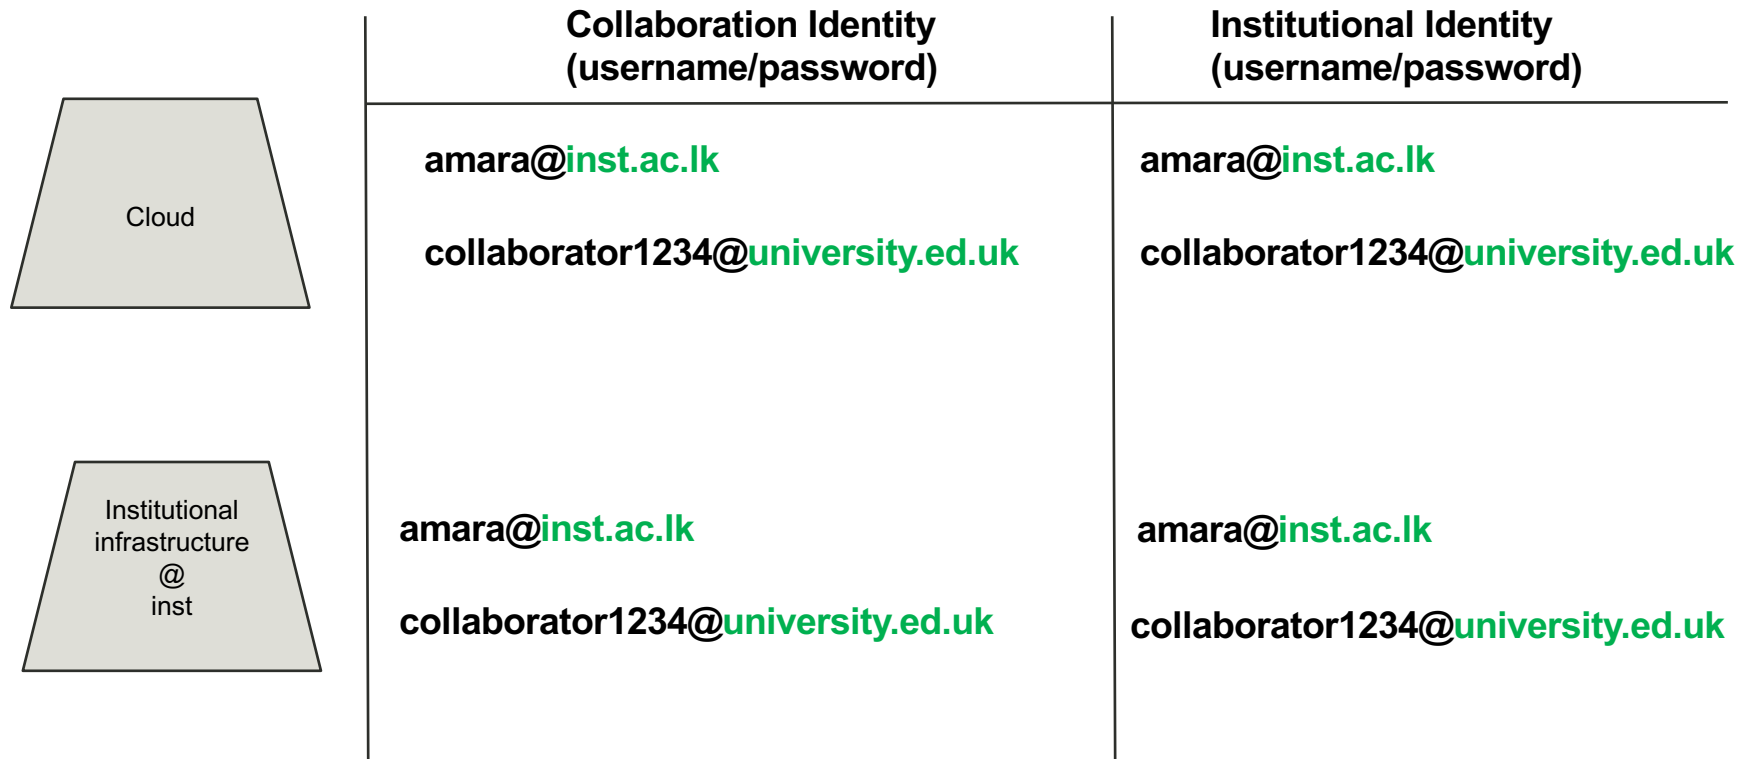 Collaboration Identity
(username/password)
Institutional Identity
(username/password)
Cloud
amara@inst.ac.lk
amara@inst.ac.lk
collaborator1234@university.ed.uk
collaborator1234@university.ed.uk
Institutional
infrastructure
@
inst
amara@inst.ac.lk
amara@inst.ac.lk
collaborator1234@university.ed.uk
collaborator1234@university.ed.uk